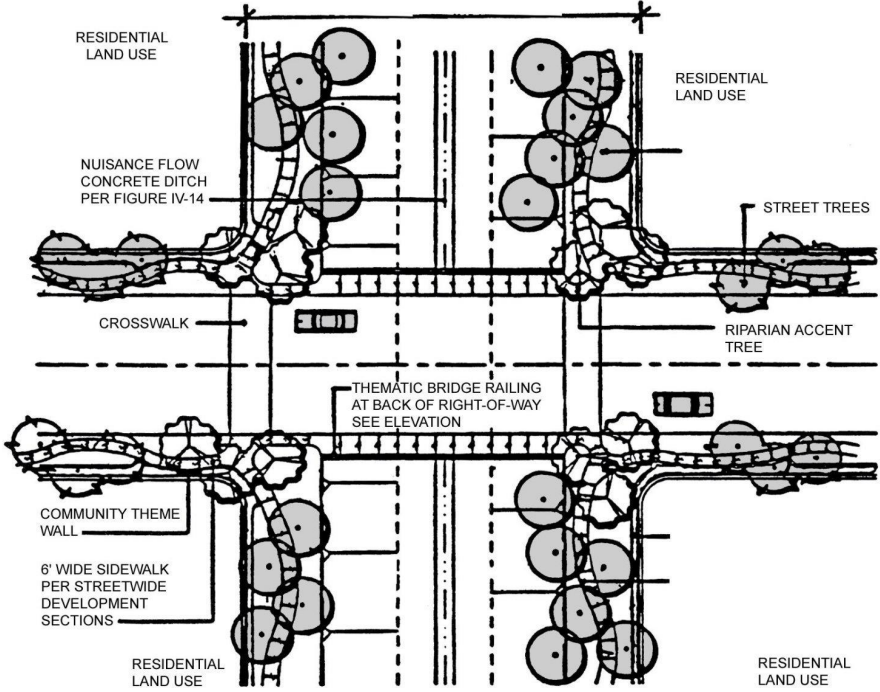 RESIDENTIAL
LAND USE
RESIDENTIAL
LAND USE
NUISANCE FLOW
CONCRETE DITCH
PER FIGURE IV-14
STREET TREES
CROSSWALK
RIPARIAN ACCENT
TREE
THEMATIC BRIDGE RAILING
AT BACK OF RIGHT-OF-WAY
SEE ELEVATION
COMMUNITY THEME
WALL
6' WIDE SIDEWALK
PER STREETWIDE
DEVELOPMENT
SECTIONS
RESIDENTIAL
LAND USE
RESIDENTIAL
LAND USE